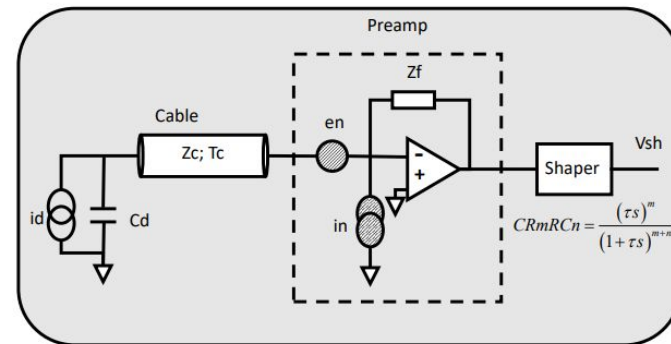 Preamp
Zf
Cable
en
Zc; Tc
Vsh
-
+
Shaper
id
Cd
in
CRmRCn = (τs)^m / (1 + τs)^{m+n}